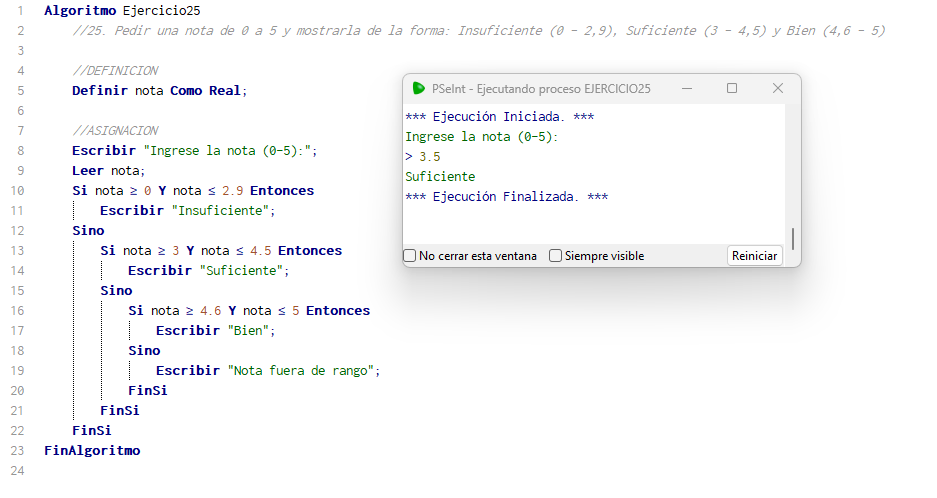 1 Algoritmo Ejercicio25
2 //25. Pedir una nota de 0 a 5 y mostrarla de la forma: Insuficiente (0 - 2,9), Suficiente (3 - 4,5) y Bien (4,6 - 5)
3
4 //DEFINICION
5 Definir nota Como Real;
6
7 //ASIGNACION
8 Escribir "Ingrese la nota (0-5):";
9 Leer nota;
10 Si nota ≥ 0 Y nota ≤ 2.9 Entonces
11 Escribir "Insuficiente";
12 Sino
13 Si nota ≥ 3 Y nota ≤ 4.5 Entonces
14 Escribir "Suficiente";
15 Sino
16 Si nota ≥ 4.6 Y nota ≤ 5 Entonces
17 Escribir "Bien";
18 Sino
19 Escribir "Nota fuera de rango";
20 FinSi
21 FinSi
22 FinSi
23 FinAlgoritmo
24
PSeInt - Ejecutando proceso EJERCICIO25
*** Ejecución Iniciada. ***
Ingrese la nota (0-5):
> 3.5
Suficiente
*** Ejecución Finalizada. ***
No cerrar esta ventana Siempre visible Reiniciar